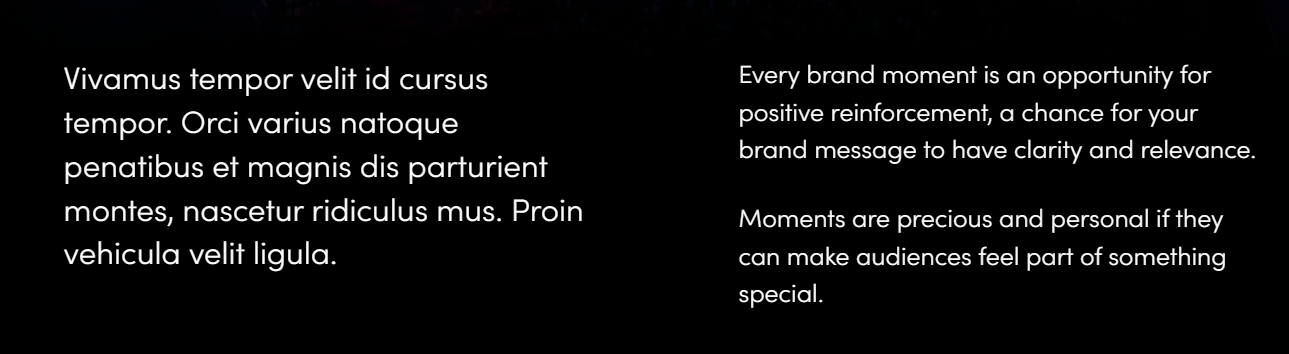 Vivamus tempor velit id cursus
tempor. Orci varius natoque
penatibus et magnis dis parturient
montes, nascetur ridiculus mus. Proin
vehicula velit ligula.
Every brand moment is an opportunity for
positive reinforcement, a chance for your
brand message to have clarity and relevance.
Moments are precious and personal if they
can make audiences feel part of something
special.